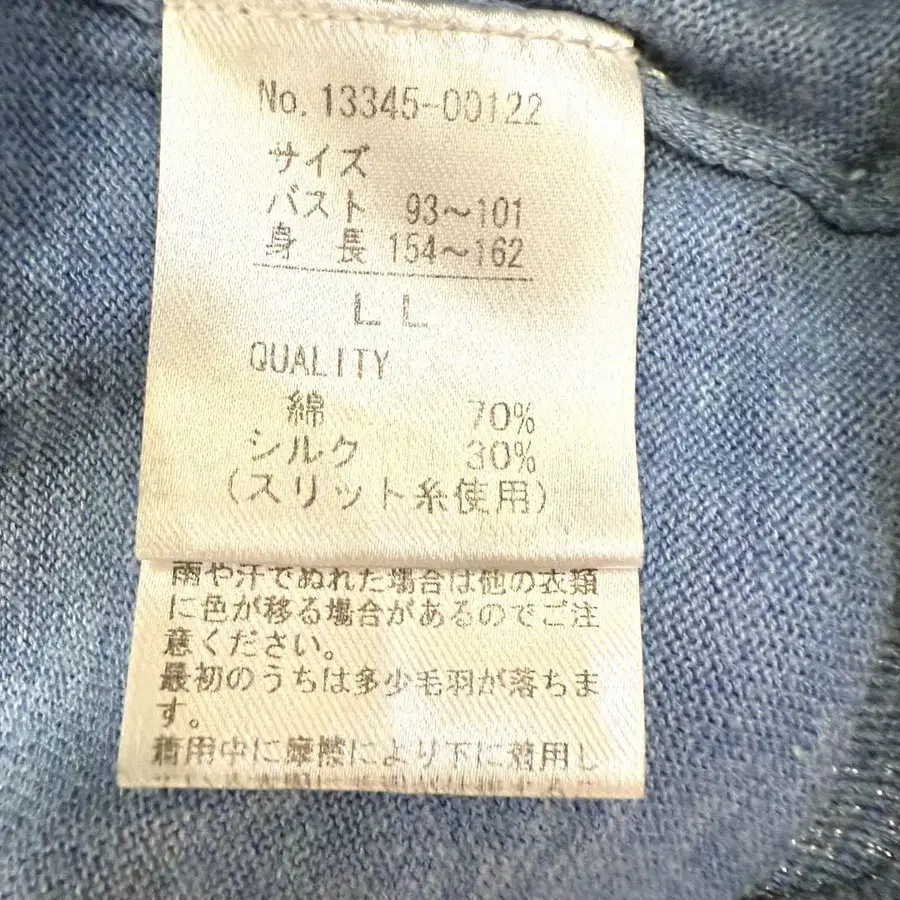 No. 13345-00122
サイズ
バスト 93~101
身 長 154~162
LL
QUALITY
綿 70%
シルク 30%
(スリット糸使用)
雨や汗でぬれた場合は他の衣類
に色が移る場合があるのでご注
意ください。
最初のうちは多少毛羽が落ちま
す。
着用中に摩擦により下に着用し